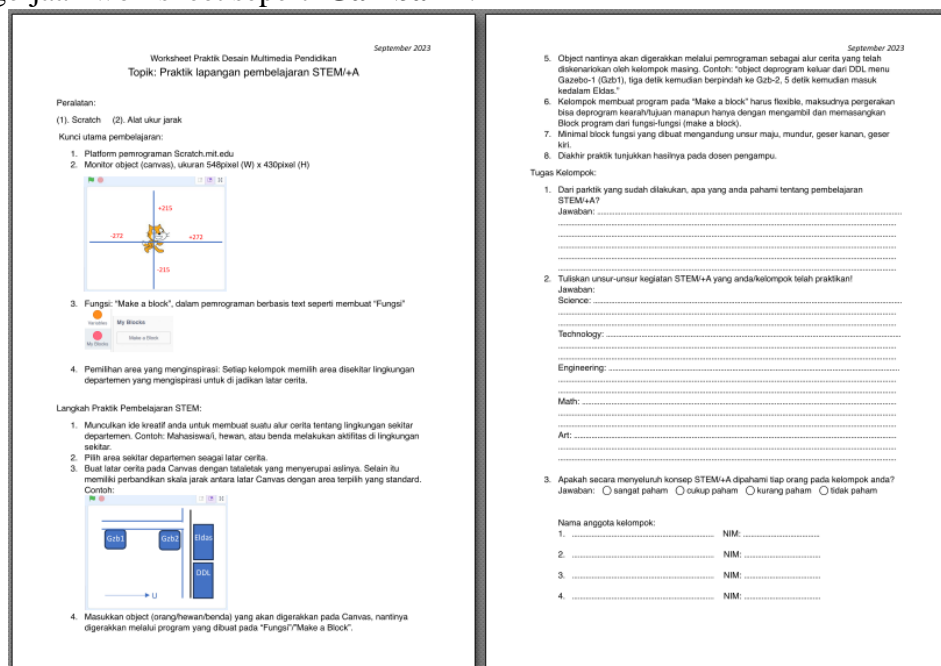 September 2023
Worksheet Praktik Desain Multimedia Pendidikan
Topik: Praktik lapangan pembelajaran STEM/+A
Peralatan:
(1). Scratch (2). Alat ukur jarak
Kunci utama pembelajaran:
1. Platform pemrograman Scratch.mit.edu
2. Monitor object (canvas), ukuran 548pixel (W) x 430pixel (H)
+215
-272 +272
-215
3. Fungsi: "Make a block", dalam pemrograman berbasis text seperti membuat "Fungsi"
Variables
My Blocks
Make a Block
My Blocks
4. Pemilihan area yang menginspirasi: Setiap kelompok memilih area disekitar lingkungan
departemen yang mengispirasi untuk di jadikan latar cerita.
Langkah Praktik Pembelajaran STEM:
1. Munculkan ide kreatif anda untuk membuat suatu alur cerita tentang lingkungan sekitar
departemen. Contoh: Mahasiswa/i, hewan, atau benda melakukan aktifitas di lingkungan
sekitar.
2. Pilih area sekitar departemen seagai latar cerita.
3. Buat latar cerita pada Canvas dengan tataletak yang menyerupai aslinya. Selain itu
memiliki perbandikan skala jarak antara latar Canvas dengan area terpilih yang standard.
Contoh:
Gzb1 Gzb2 Eldas
DDL
U
4. Masukkan object (orang/hewan/benda) yang akan digerakkan pada Canvas, nantinya
digerakkan melalui program yang dibuat pada "Fungsi"/"Make a Block".
September 2023
5. Object nantinya akan digerakkan melalui pemrograman sebagai alur cerita yang telah
diskenariokan oleh kelompok masing. Contoh: "object deprogram keluar dari DDL menu
Gazebo-1 (Gzb1), tiga detik kemudian berpindah ke Gzb-2, 5 detik kemudian masuk
kedalam Eldas."
6. Kelompok membuat program pada "Make a block" harus flexible, maksudnya pergerakan
bisa deprogram kearah/tujuan manapun hanya dengan mengambil dan memasangkan
Block program dari fungsi-fungsi (make a block).
7. Minimal block fungsi yang dibuat mengandung unsur maju, mundur, geser kanan, geser
kiri.
8. Diakhir praktik tunjukkan hasilnya pada dosen pengampu.
Tugas Kelompok:
1. Dari parktik yang sudah dilakukan, apa yang anda pahami tentang pembelajaran
STEM/+A?
Jawaban:
2. Tuliskan unsur-unsur kegiatan STEM/+A yang anda/kelompok telah praktikan!
Jawaban:
Science:
Technology:
Engineering:
Math:
Art:
3. Apakah secara menyeluruh konsep STEM/+A dipahami tiap orang pada kelompok anda?
Jawaban: sangat paham cukup paham kurang paham tidak paham
Nama anggota kelompok:
1. NIM:
2. NIM:
3. NIM:
4. NIM: